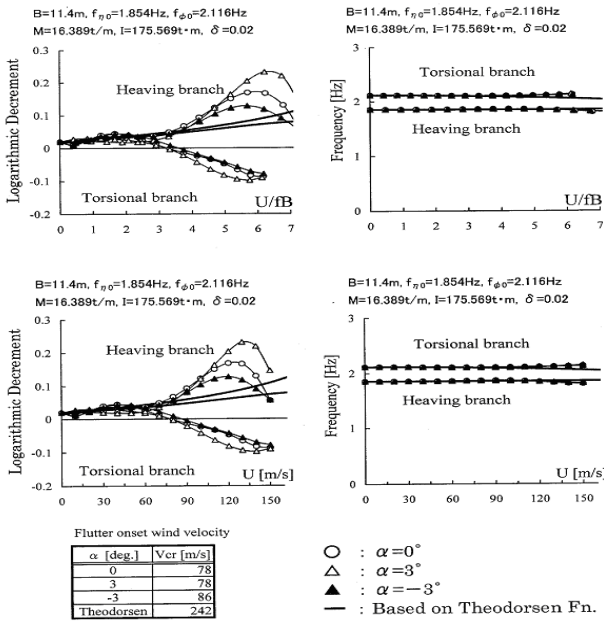 B=11.4m, fη0=1.854Hz, fφ0=2.116Hz
M=16.389t/m, I=175.569t・m, δ=0.02
0.3
0.2
0.1
0
-0.1
-0.2
Logarithmic Decrement
Heaving branch
Torsional branch
U/fB
0 1 2 3 4 5 6 7
B=11.4m, fη0=1.854Hz, fφ0=2.116Hz
M=16.389t/m, I=175.569t・m, δ=0.02
3
2
1
0
Frequency [Hz]
Torsional branch
Heaving branch
U/fB
0 1 2 3 4 5 6 7
B=11.4m, fη0=1.854Hz, fφ0=2.116Hz
M=16.389t/m, I=175.569t・m, δ=0.02
0.3
0.2
0.1
0
-0.1
-0.2
Logarithmic Decrement
Heaving branch
Torsional branch
U [m/s]
0 30 60 90 120 150
B=11.4m, fη0=1.854Hz, fφ0=2.116Hz
M=16.389t/m, I=175.569t・m, δ=0.02
3
2
1
0
Frequency [Hz]
Torsional branch
Heaving branch
U [m/s]
0 30 60 90 120 150
Flutter onset wind velocity
α [deg.] Vcr [m/s]
0 78
3 78
-3 86
Theodorsen 242
: α=0°
: α=3°
: α=−3°
: Based on Theodorsen Fn.